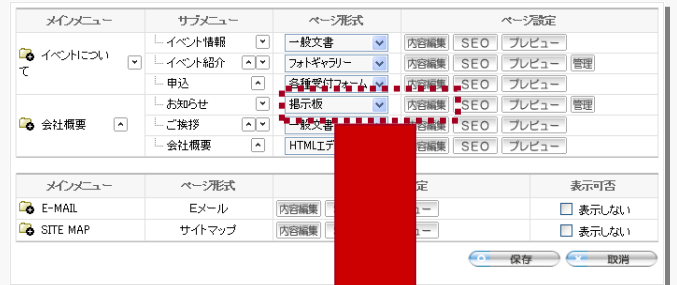 メインメニュー サブメニュー ページ形式 ページ設定
イベントについて イベント情報 一般文書 内容編集 SEO プレビュー
イベント紹介 フォトギャラリー 内容編集 SEO プレビュー 管理
申込 各種受付フォーム 内容編集 SEO プレビュー
会社概要 お知らせ 掲示板 内容編集 SEO プレビュー 管理
ご挨拶 一般文書 内容編集 SEO プレビュー
会社概要 HTMLエデ 内容編集 SEO プレビュー
メインメニュー ページ形式 定 表示可否
E-MAIL Eメール 内容編集 ュー 表示しない
SITE MAP サイトマップ 内容編集 ュー 表示しない
保存 取消